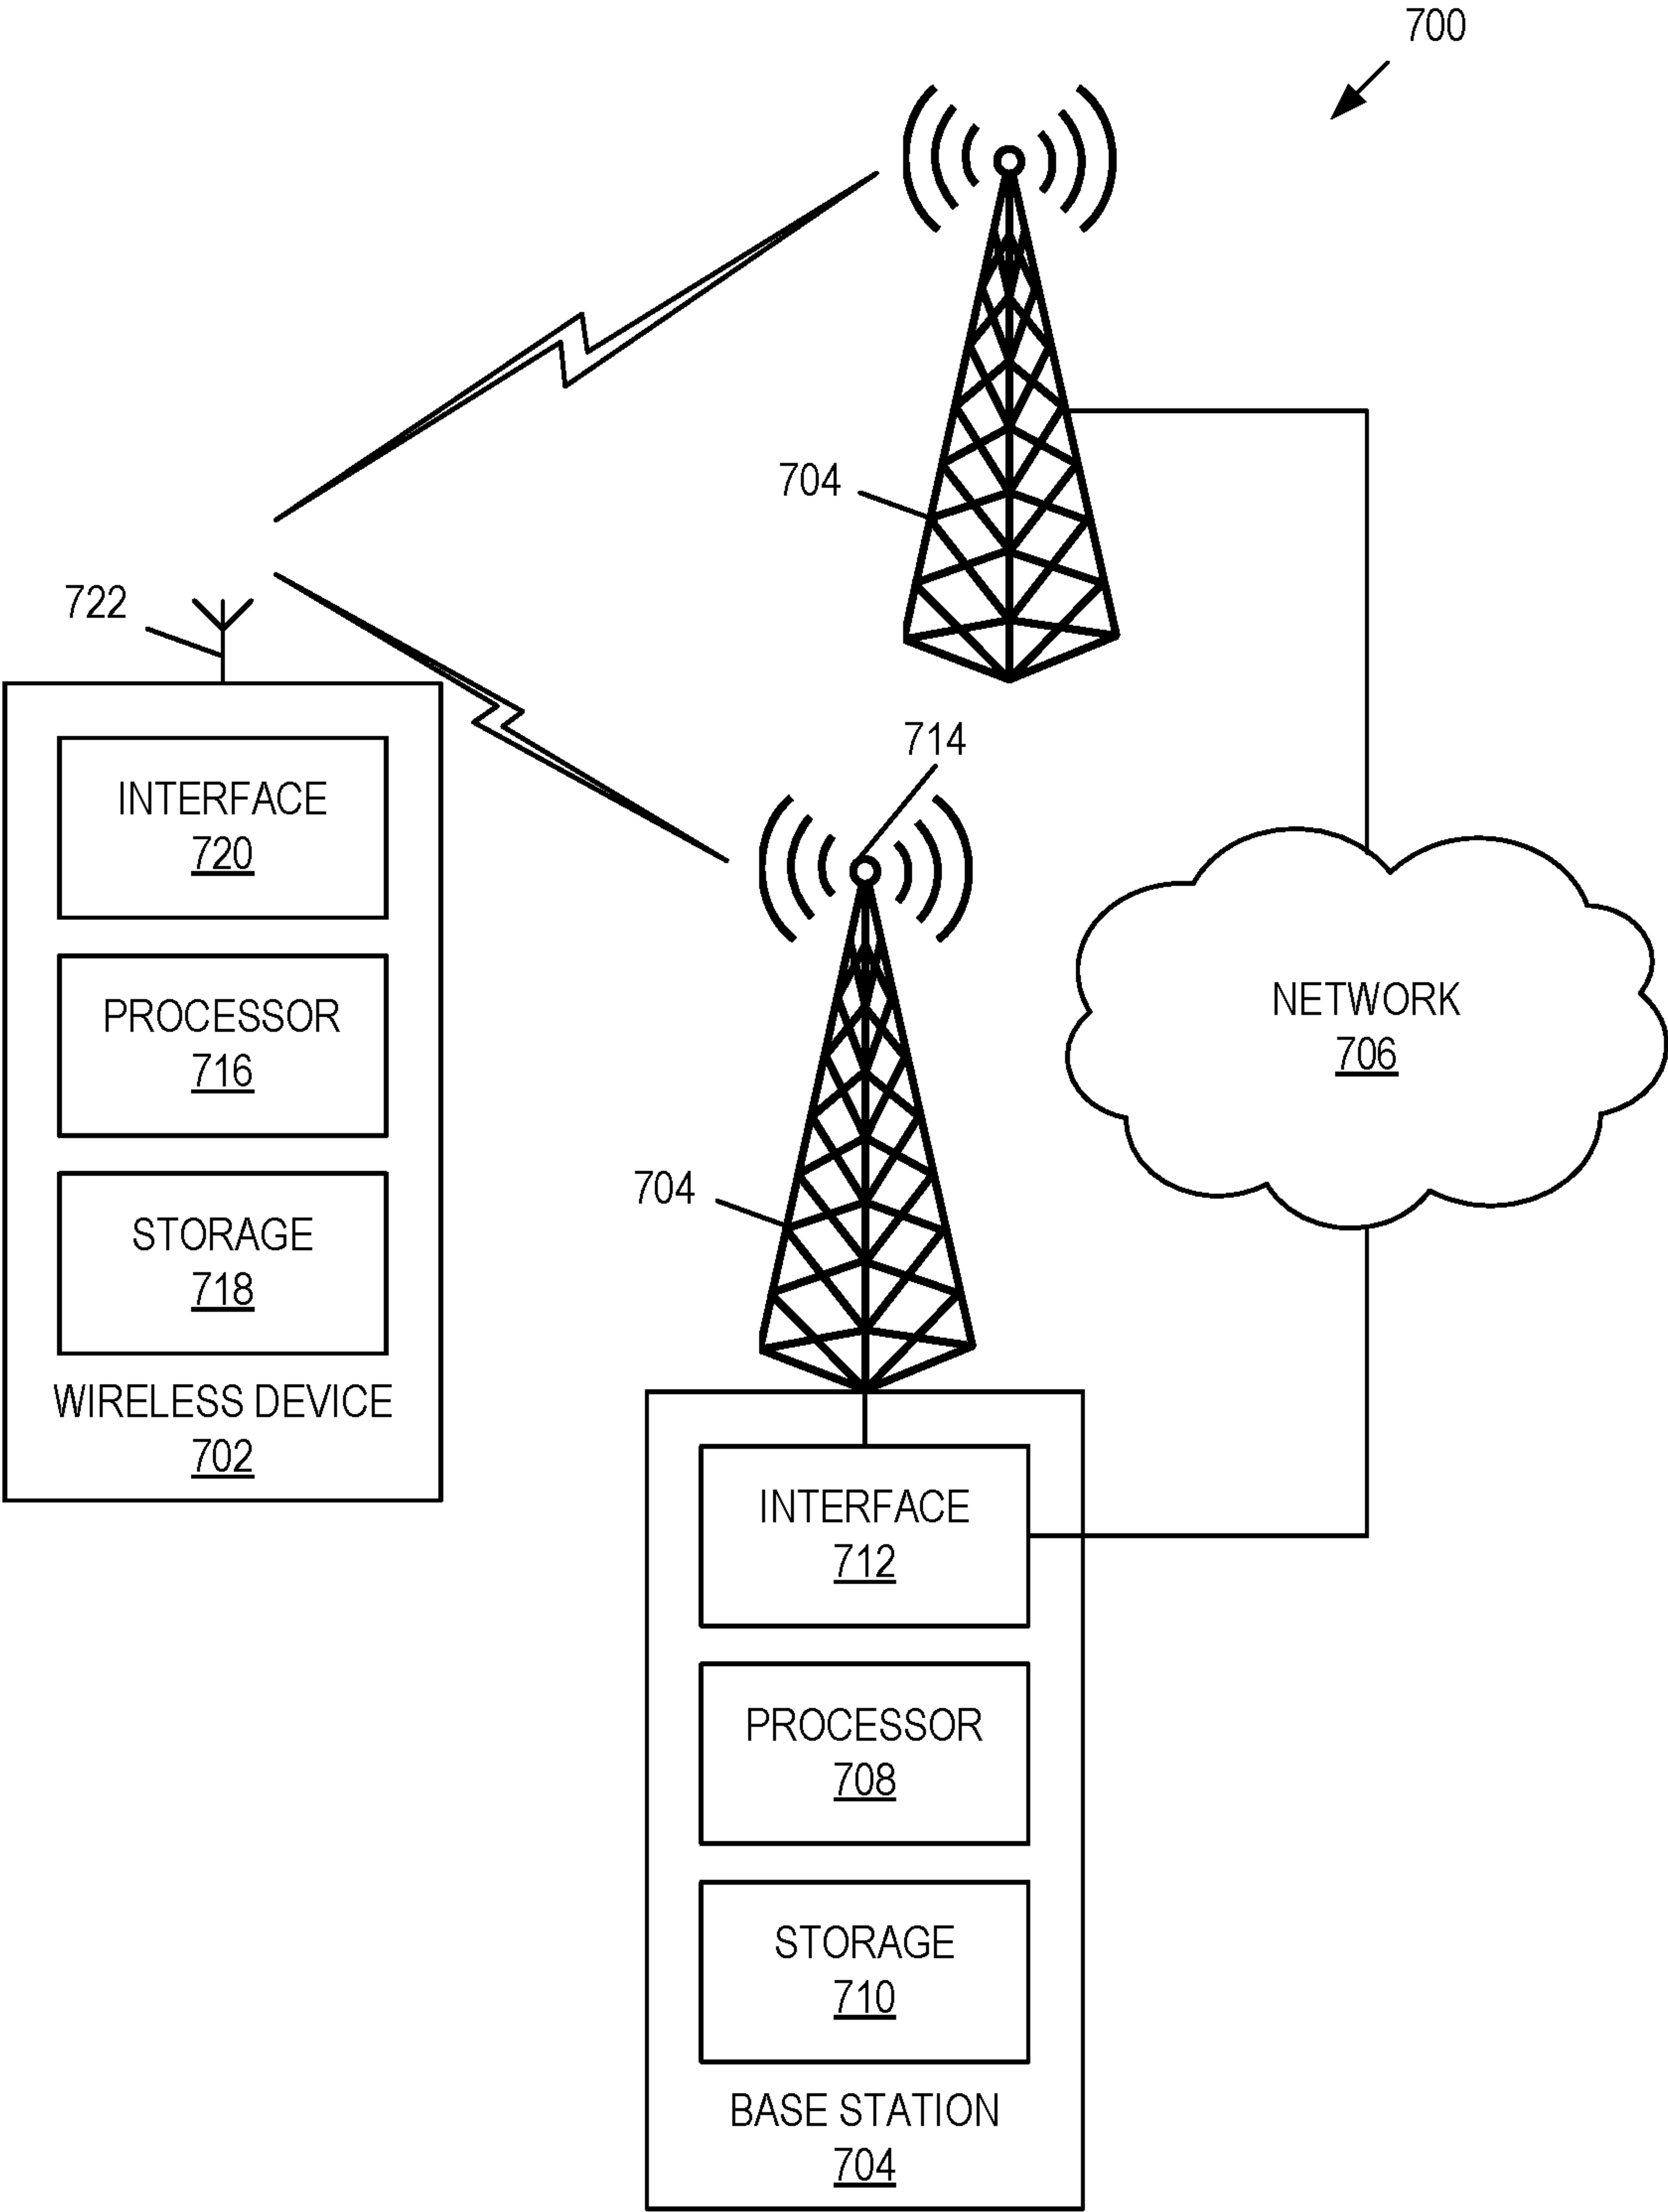 700
704
722
714
INTERFACE
720
PROCESSOR
716
STORAGE
718
WIRELESS DEVICE
702
NETWORK
706
704
INTERFACE
712
PROCESSOR
708
STORAGE
710
BASE STATION
704